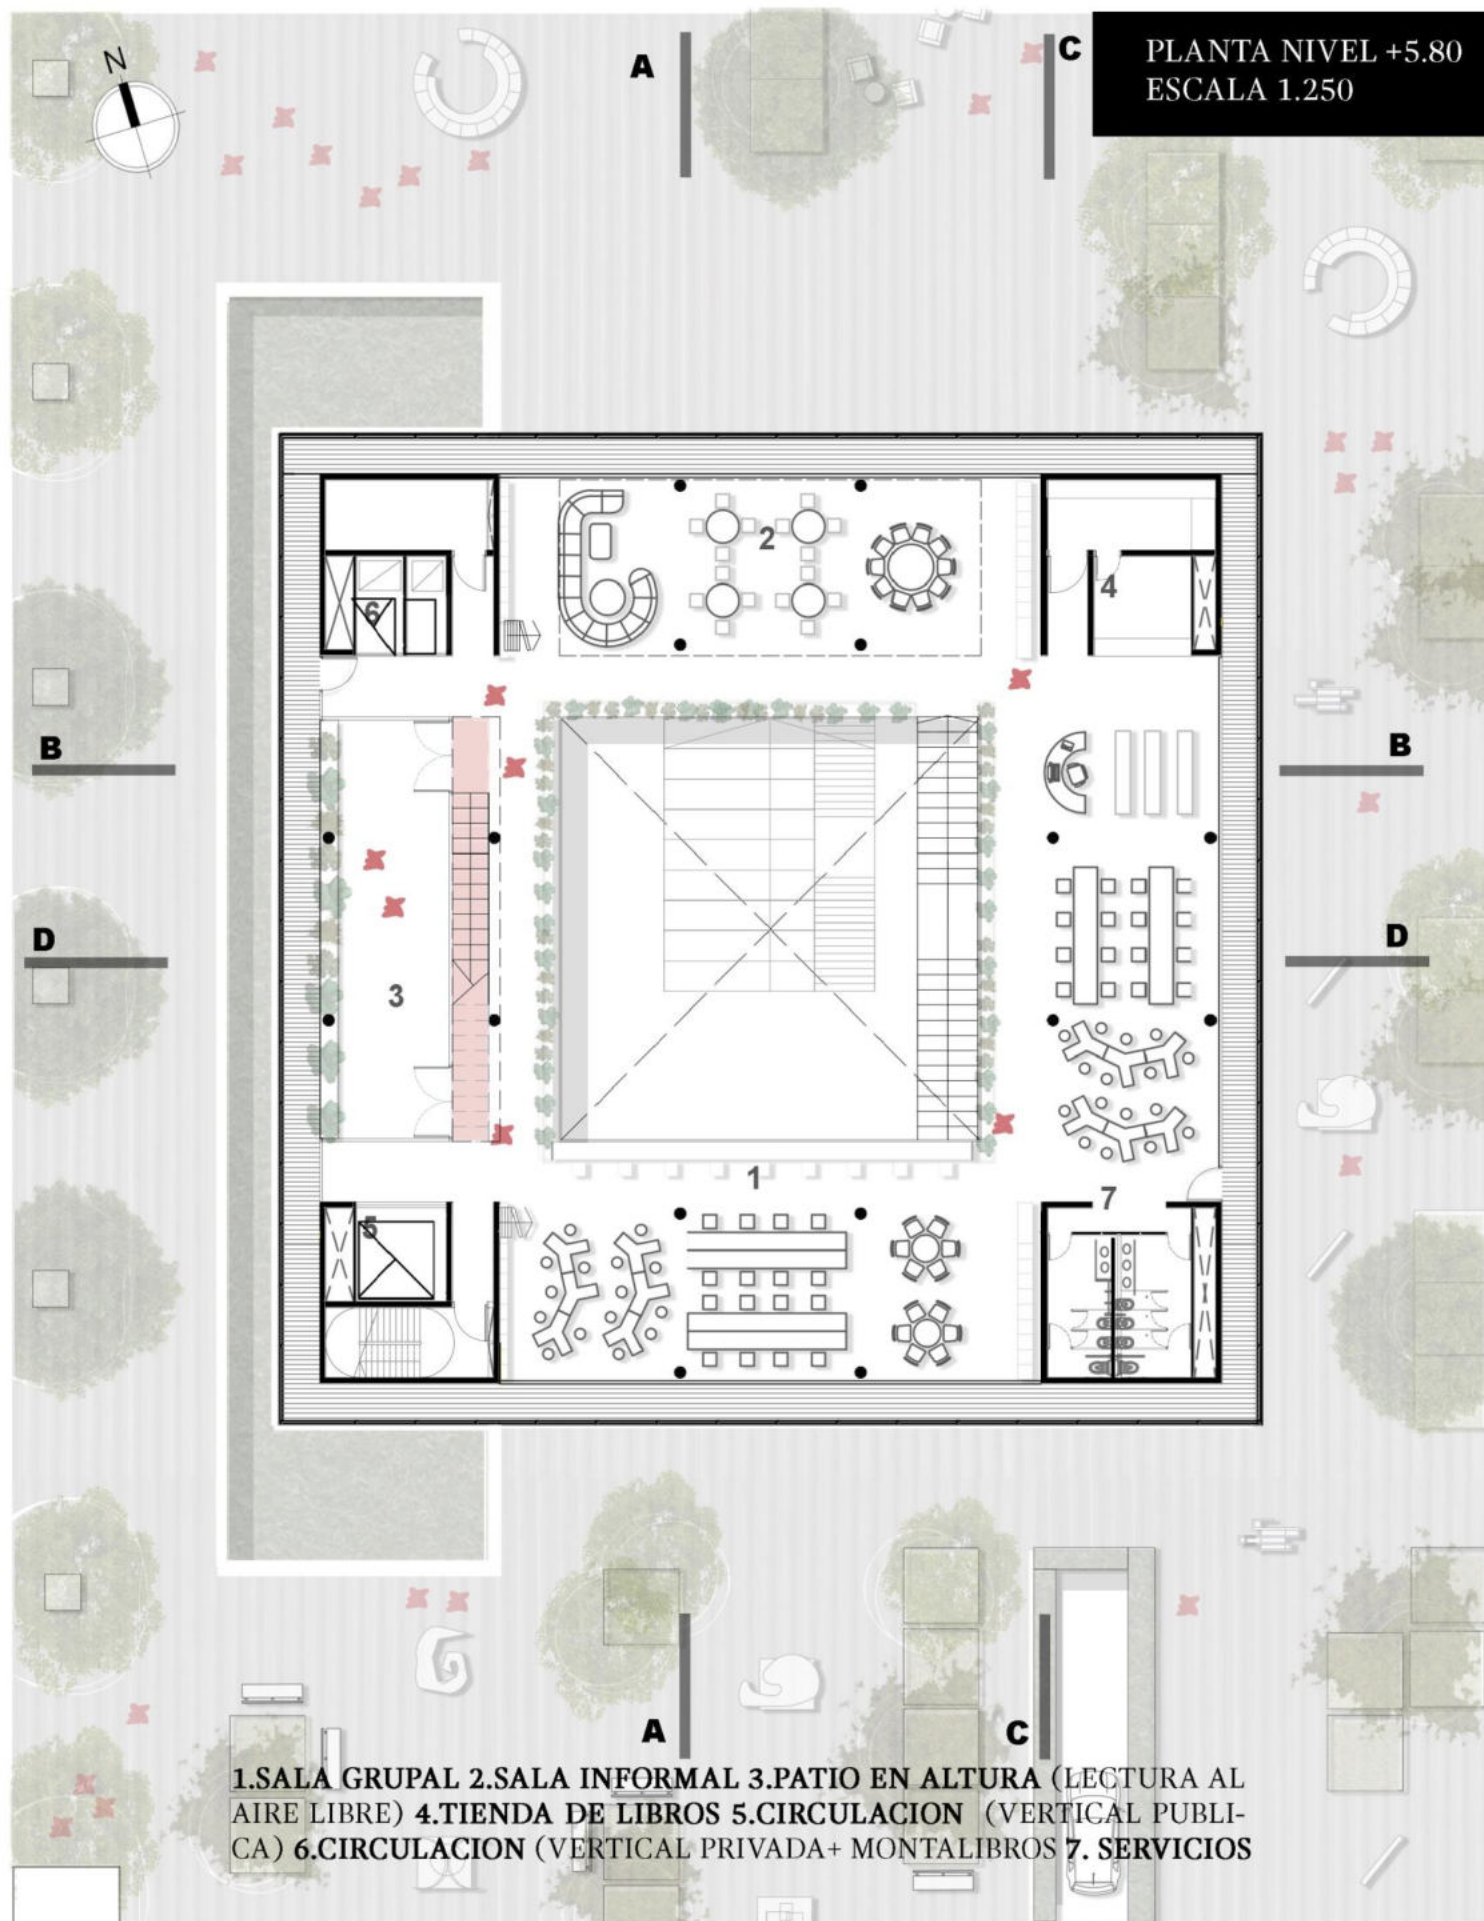 N
A
C
PLANTA NIVEL +5.80
ESCALA 1.250
2
4
6
B
B
D
D
3
1
7
5
A
C
1.SALA GRUPAL 2.SALA INFORMAL 3.PATIO EN ALTURA (LECTURA AL
AIRE LIBRE) 4.TIENDA DE LIBROS 5.CIRCULACION (VERTICAL PUBLI-
CA) 6.CIRCULACION (VERTICAL PRIVADA+ MONTALIBROS 7. SERVICIOS